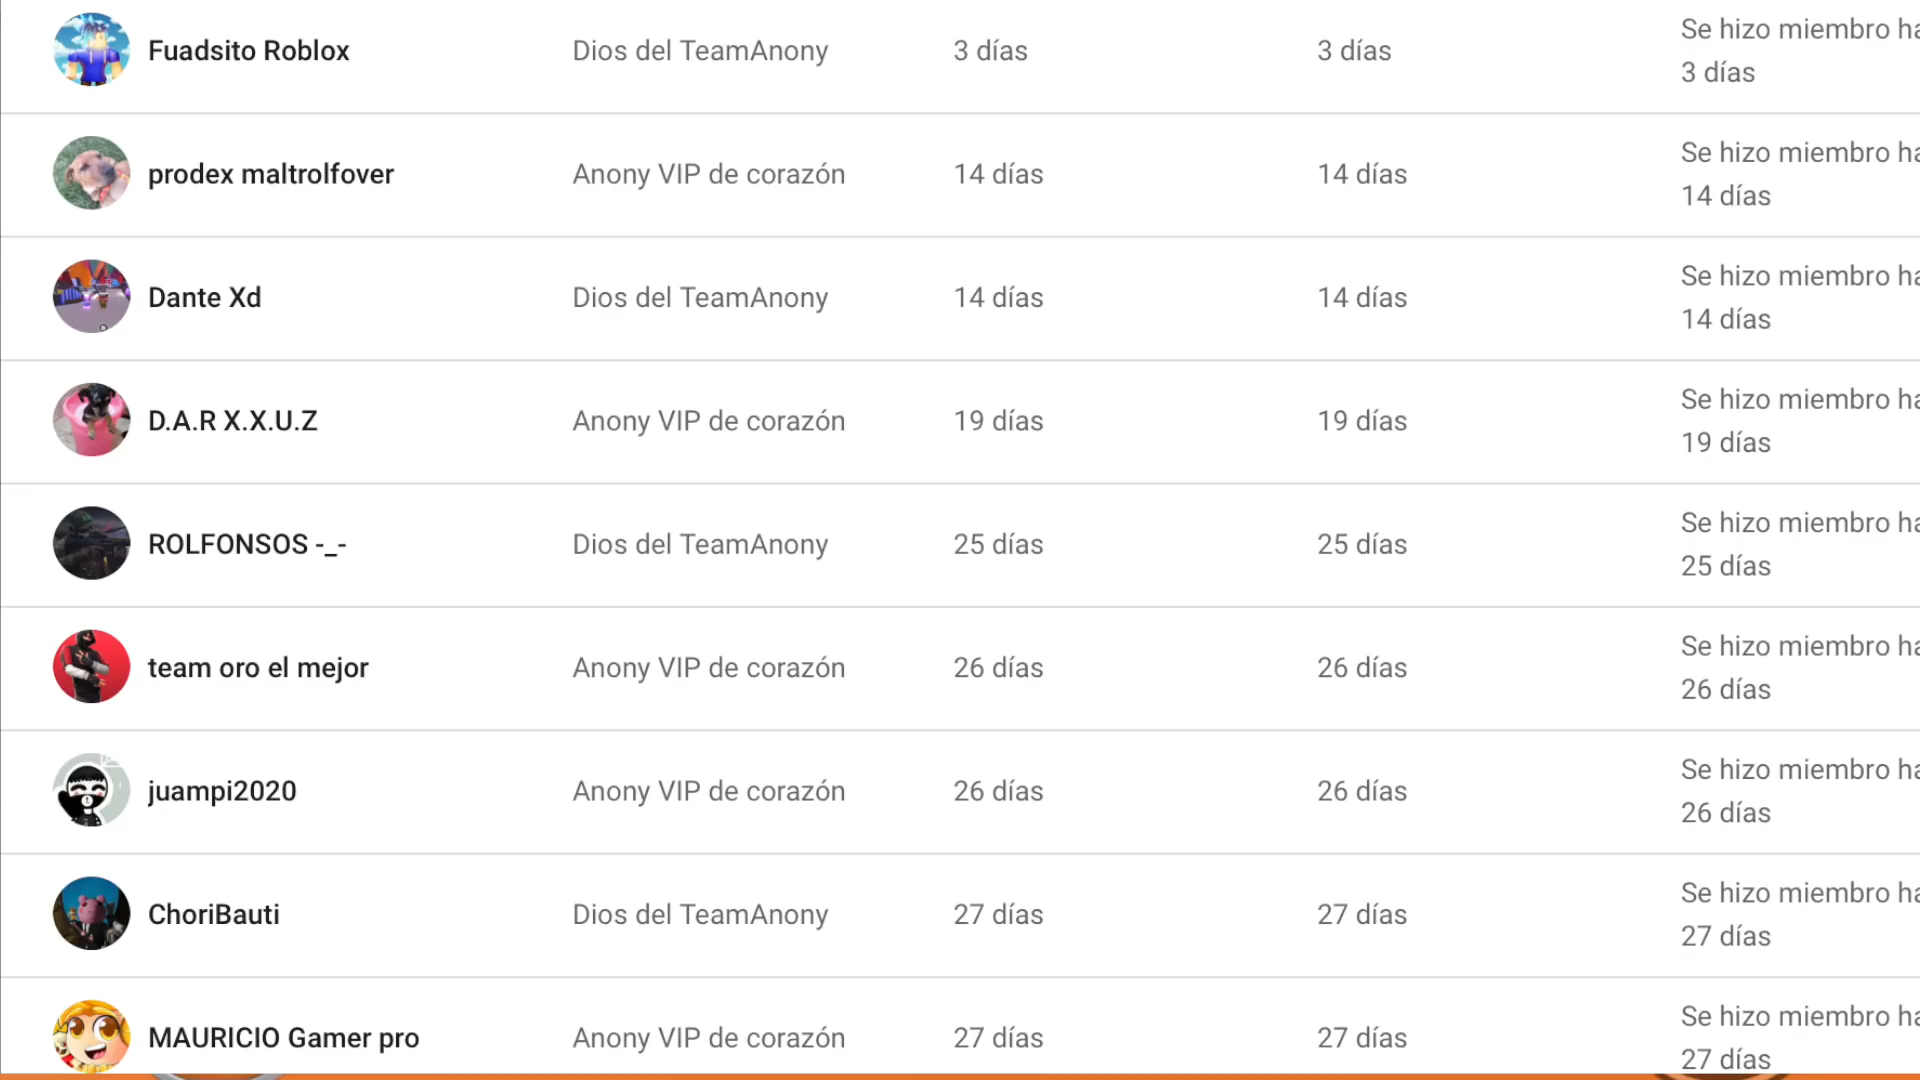 Fuadsito Roblox Dios del TeamAnony 3 días 3 días Se hizo miembro
3 días
prodex maltrolfover Anony VIP de corazón 14 días 14 días Se hizo miembro
14 días
Dante Xd Dios del TeamAnony 14 días 14 días Se hizo miembro
14 días
D.A.R X.X.U.Z Anony VIP de corazón 19 días 19 días Se hizo miembro
19 días
ROLFONSOS -_- Dios del TeamAnony 25 días 25 días Se hizo miembro
25 días
team oro el mejor Anony VIP de corazón 26 días 26 días Se hizo miembro
26 días
juampi2020 Anony VIP de corazón 26 días 26 días Se hizo miembro
26 días
ChoriBauti Dios del TeamAnony 27 días 27 días Se hizo miembro
27 días
MAURICIO Gamer pro Anony VIP de corazón 27 días 27 días Se hizo miembro
27 días